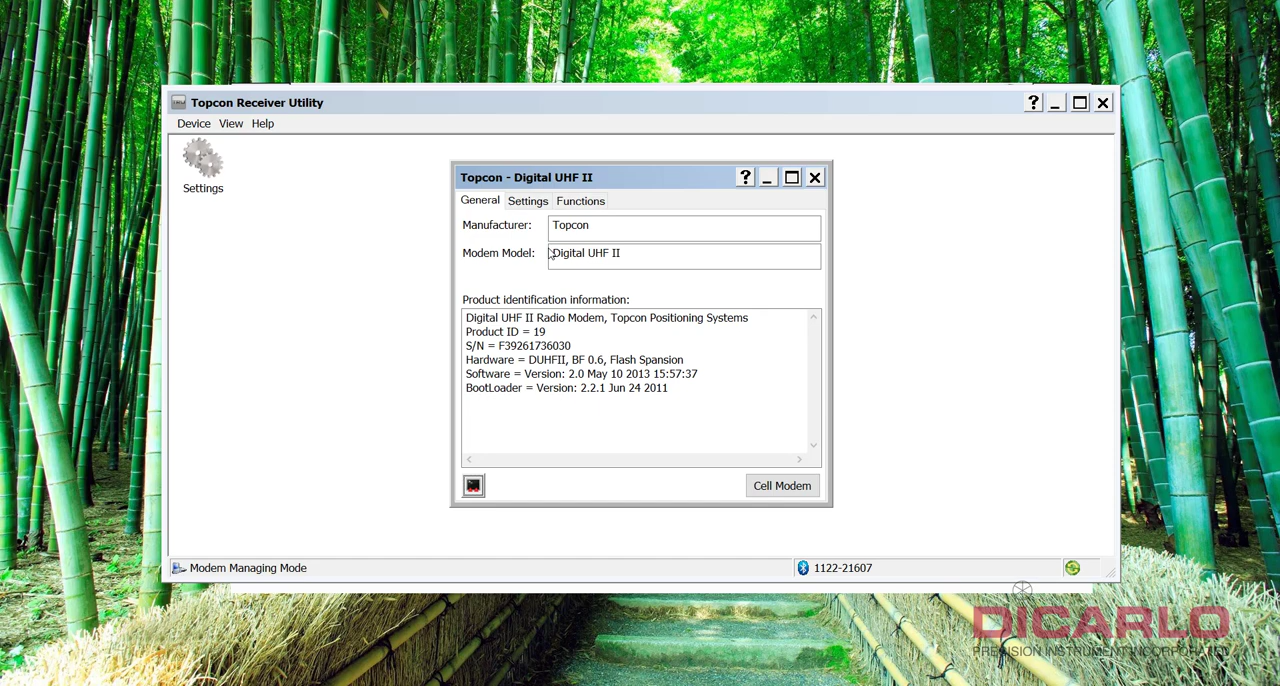 Topcon Receiver Utility
Device View Help
Settings
Topcon - Digital UHF II
General Settings Functions
Manufacturer: Topcon
Modem Model: Digital UHF II
Product identification information:
Digital UHF II Radio Modem, Topcon Positioning Systems
Product ID = 19
S/N = F39261736030
Hardware = DUHFII, BF 0.6, Flash Spansion
Software = Version: 2.0 May 10 2013 15:57:37
BootLoader = Version: 2.2.1 Jun 24 2011
Cell Modem
Modem Managing Mode 1122-21607
DICARLO
PRECISION INSTRUMENT INCORPORATED